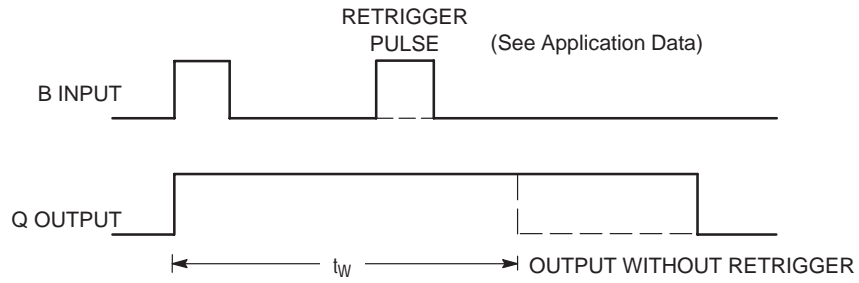 RETRIGGER
PULSE
(See Application Data)
B INPUT
Q OUTPUT
tW
OUTPUT WITHOUT RETRIGGER